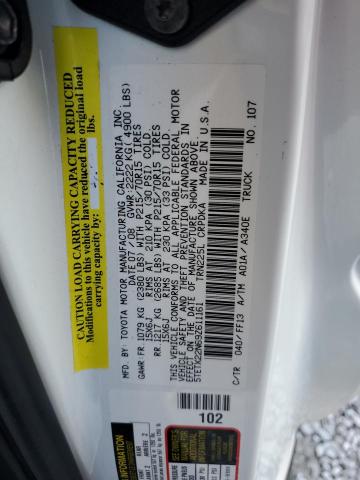 CAUTION LOAD CARRYING CAPACITY REDUCED
Modifications to this vehicle have reduced the original load
carrying capacity by: lbs.
MFD. BY: TOYOTA MOTOR MANUFACTURING CALIFORNIA INC.
DATE: 07 / 08 GVWR: 2222 KG( 4900 LBS)
GAWR FR: 1079 KG (2380 LBS) WITH P215/70R15 TIRES
15X6J RIMS AT 210 KPA (30 PSI) COLD.
RR: 1217 KG (2685 LBS) WITH P215/70R15 TIRES
15X6J RIMS AT 230 KPA (33 PSI) COLD.
THIS VEHICLE CONFORMS TO ALL APPLICABLE FEDERAL MOTOR
VEHICLE SAFETY AND THEFT PREVENTION STANDARDS IN
EFFECT ON THE DATE OF MANUFACTURE SHOWN ABOVE.
5TETX22N69Z611161 TRN225L CRPDKA MADE IN U.S.A.
C/TR 040/FF13 A/TM A01A/A340E TRUCK NO. 107
102
INFORMATION